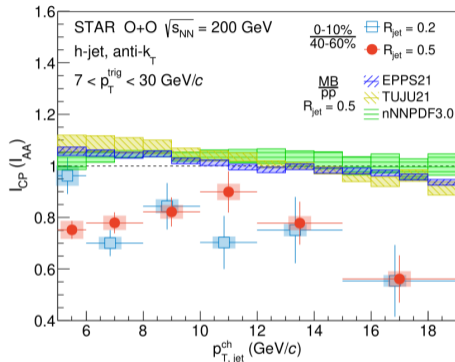 STAR O+O √s_NN = 200 GeV
h-jet, anti-k_T
7 < p_T^trig < 30 GeV/c
0-10%
40-60%
R_jet = 0.2
R_jet = 0.5
MB
pp
R_jet = 0.5
EPPS21
TUJU21
nNNPDF3.0
I_CP (I_AA)
1.6
1.4
1.2
1
0.8
0.6
0.4
6 8 10 12 14 16 18
p_T, jet^ch (GeV/c)